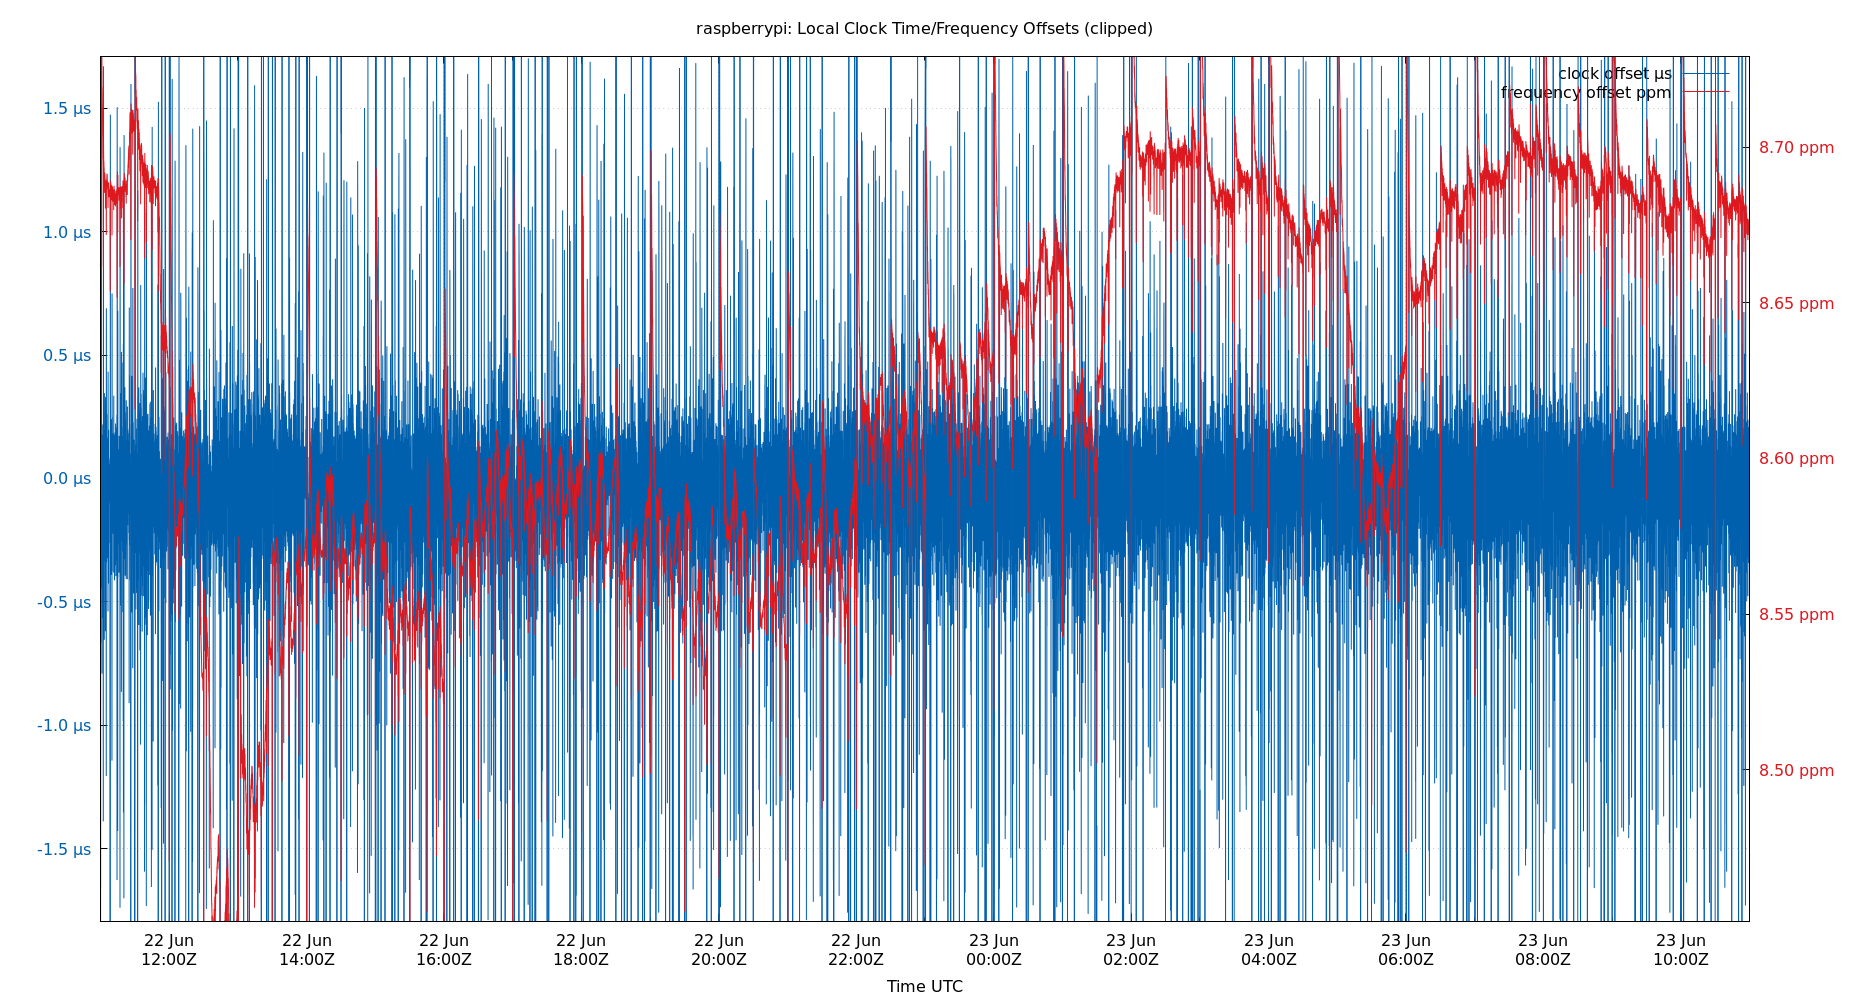 raspberrypi: Local Clock Time/Frequency Offsets (clipped)
clock offset µs
frequency offset ppm
1.5 µs
1.0 µs
0.5 µs
0.0 µs
-0.5 µs
-1.0 µs
-1.5 µs
8.70 ppm
8.65 ppm
8.60 ppm
8.55 ppm
8.50 ppm
22 Jun 22 Jun 22 Jun 22 Jun 22 Jun 22 Jun 23 Jun 23 Jun 23 Jun 23 Jun 23 Jun 23 Jun
12:00Z 14:00Z 16:00Z 18:00Z 20:00Z 22:00Z 00:00Z 02:00Z 04:00Z 06:00Z 08:00Z 10:00Z
Time UTC